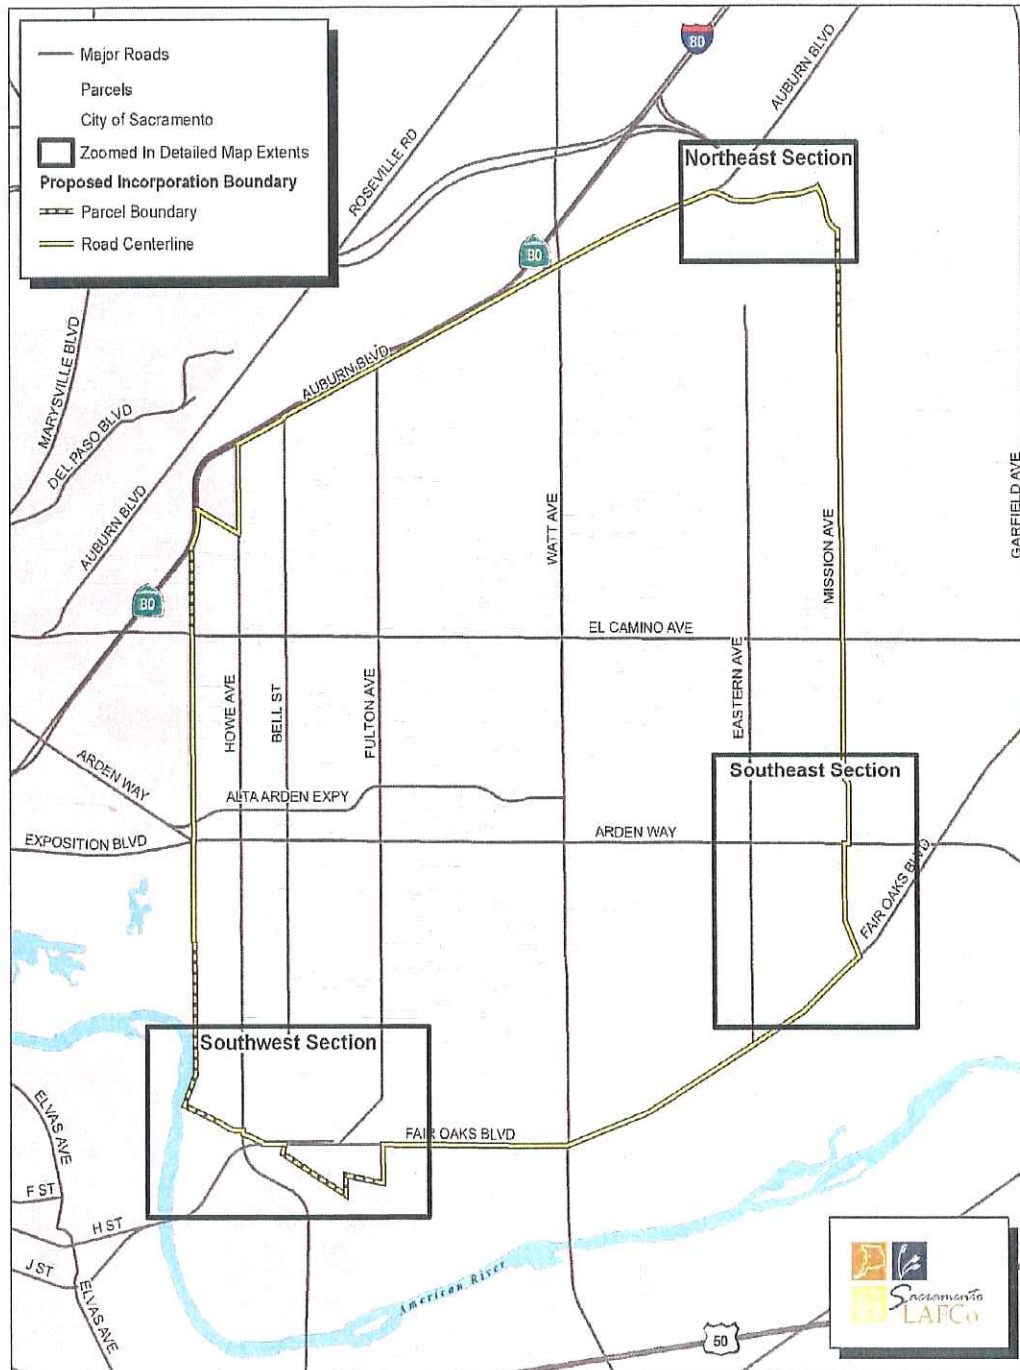 Major Roads
Parcels
City of Sacramento
Zoomed In Detailed Map Extents
Proposed Incorporation Boundary
Parcel Boundary
Road Centerline
80
AUBURN BLVD
ROSEVILLE RD
Northeast Section
80
MARYSVILLE BLVD
DEL PASO BLVD
AUBURN BLVD
AUBURN BLVD
WATT AVE
MISSION AVE
GARFIELD AVE
80
EL CAMINO AVE
HOWE AVE
BELL ST
FULTON AVE
EASTERN AVE
ARDEN WAY
ALTA ARDEN EXPY
Southeast Section
EXPOSITION BLVD
ARDEN WAY
FAIR OAKS BLVD
Southwest Section
ELVAS AVE
FAIR OAKS BLVD
F ST
H ST
J ST
ELVAS AVE
American River
50
Sacramento
LAFCo